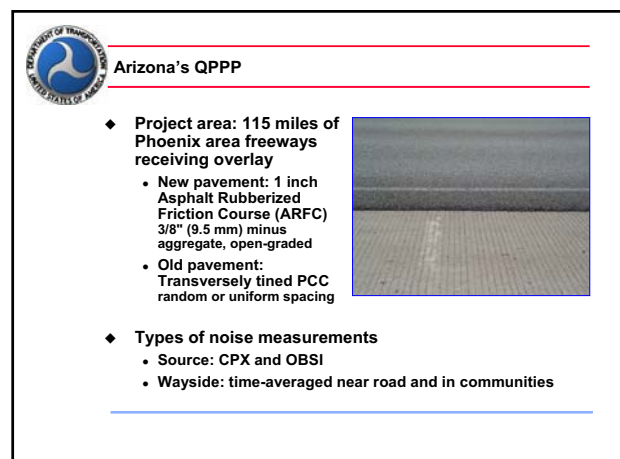 DEPARTMENT OF TRANSPORTATION
UNITED STATES OF AMERICA
Arizona's QPPP
◆ Project area: 115 miles of
Phoenix area freeways
receiving overlay
• New pavement: 1 inch
Asphalt Rubberized
Friction Course (ARFC)
3/8" (9.5 mm) minus
aggregate, open-graded
• Old pavement:
Transversely tined PCC
random or uniform spacing
◆ Types of noise measurements
• Source: CPX and OBSI
• Wayside: time-averaged near road and in communities